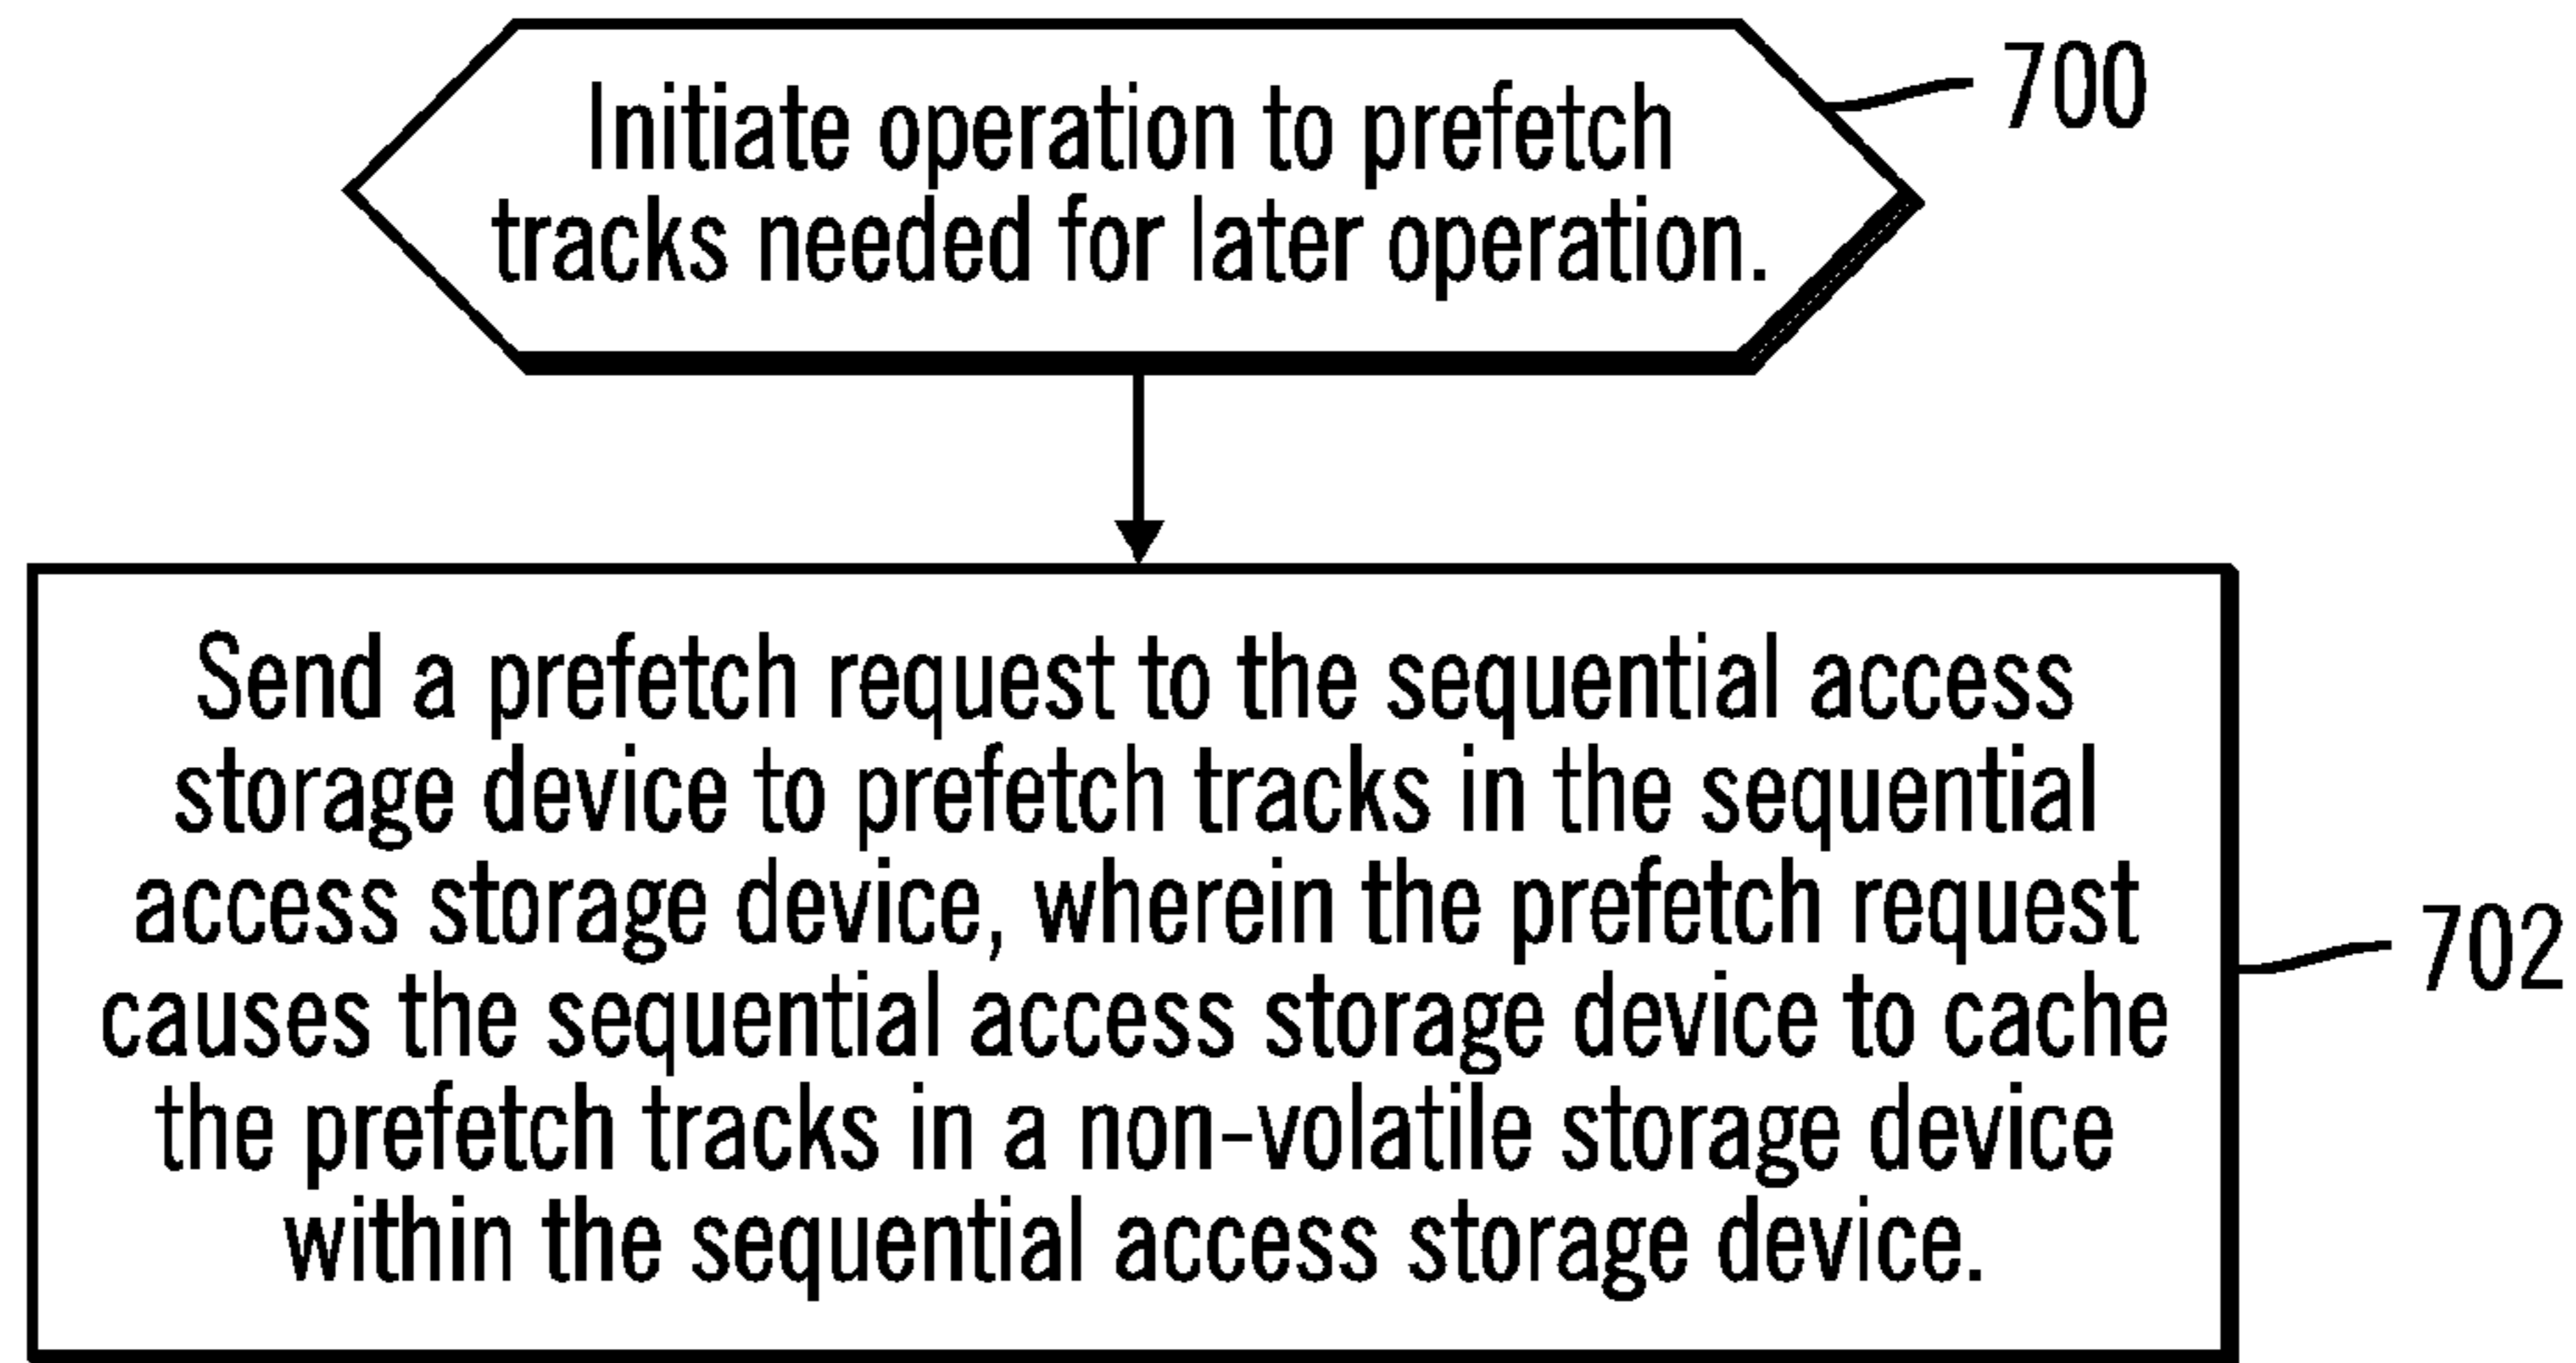 Initiate operation to prefetch
tracks needed for later operation.
700
Send a prefetch request to the sequential access
storage device to prefetch tracks in the sequential
access storage device, wherein the prefetch request
causes the sequential access storage device to cache
the prefetch tracks in a non-volatile storage device
within the sequential access storage device.
702